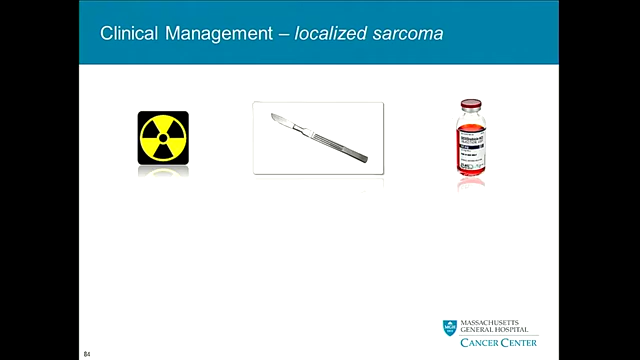 Clinical Management – localized sarcoma
MASSACHUSETTS
GENERAL HOSPITAL
CANCER CENTER
84